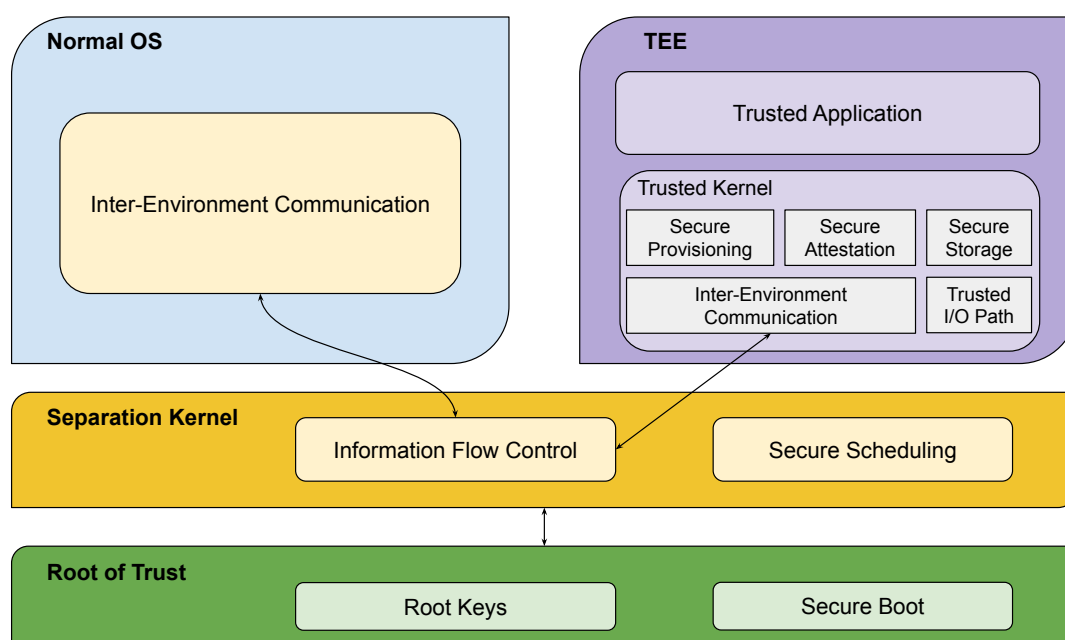 Normal OS
Inter-Environment Communication
TEE
Trusted Application
Trusted Kernel
Secure
Provisioning
Secure
Attestation
Secure
Storage
Inter-Environment
Communication
Trusted
I/O Path
Separation Kernel
Information Flow Control
Secure Scheduling
Root of Trust
Root Keys
Secure Boot